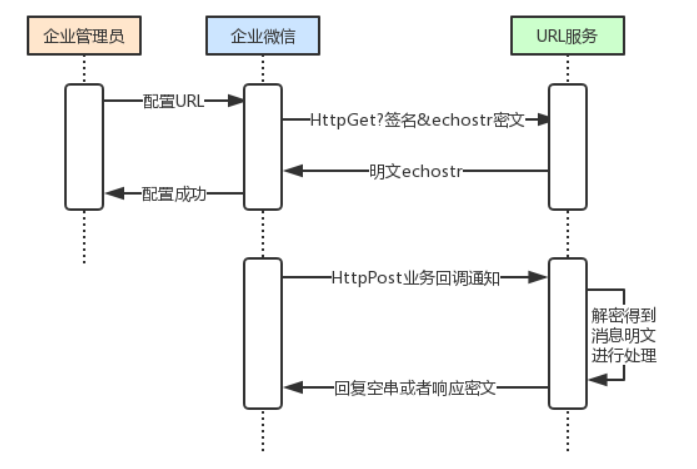 企业管理员
企业微信
URL服务
配置URL
HttpGet?签名&echostr密文
明文echostr
配置成功
HttpPost业务回调通知
解密得到
消息明文
进行处理
回复空串或者响应密文